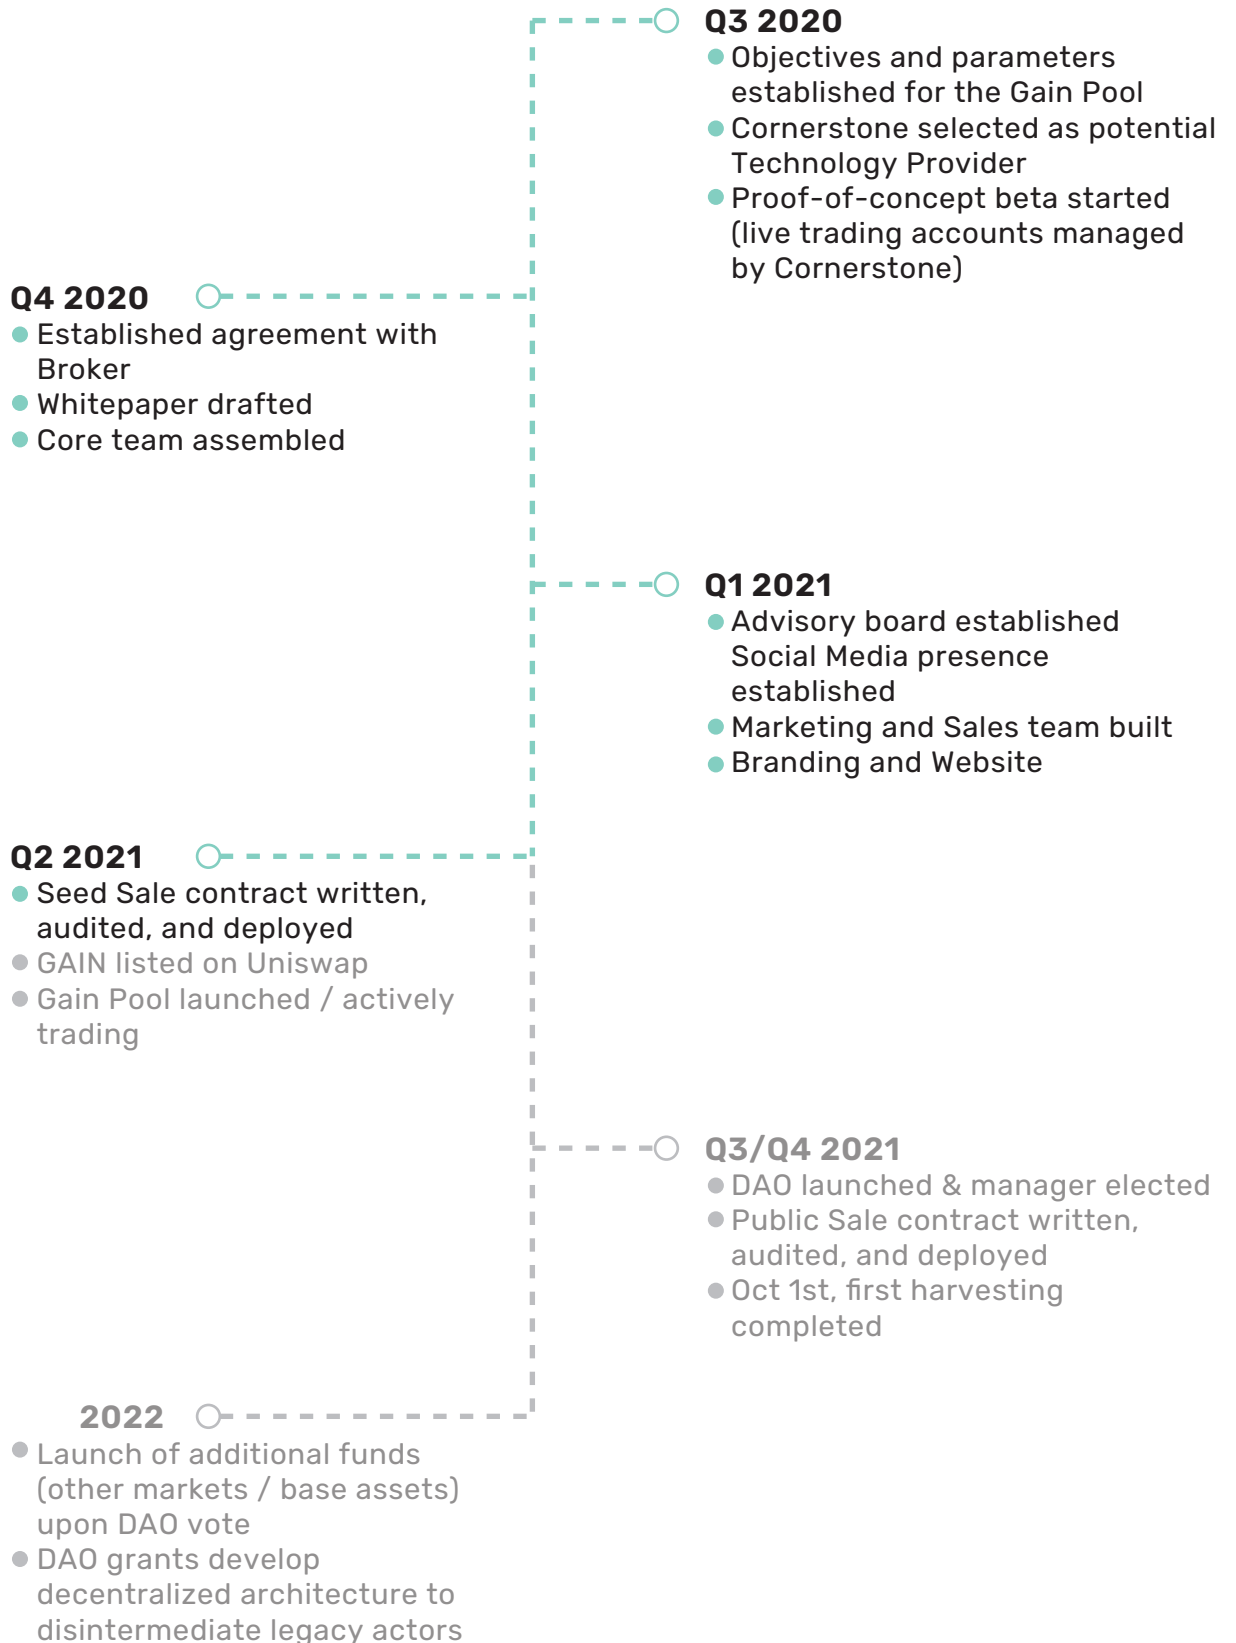 Q3 2020
Objectives and parameters
established for the Gain Pool
Cornerstone selected as potential
Technology Provider
Proof-of-concept beta started
(live trading accounts managed
by Cornerstone)
Q4 2020
Established agreement with
Broker
Whitepaper drafted
Core team assembled
Q1 2021
Advisory board established
Social Media presence
established
Marketing and Sales team built
Branding and Website
Q2 2021
Seed Sale contract written,
audited, and deployed
GAIN listed on Uniswap
Gain Pool launched / actively
trading
Q3/Q4 2021
DAO launched & manager elected
Public Sale contract written,
audited, and deployed
Oct 1st, first harvesting
completed
2022
Launch of additional funds
(other markets / base assets)
upon DAO vote
DAO grants develop
decentralized architecture to
disintermediate legacy actors